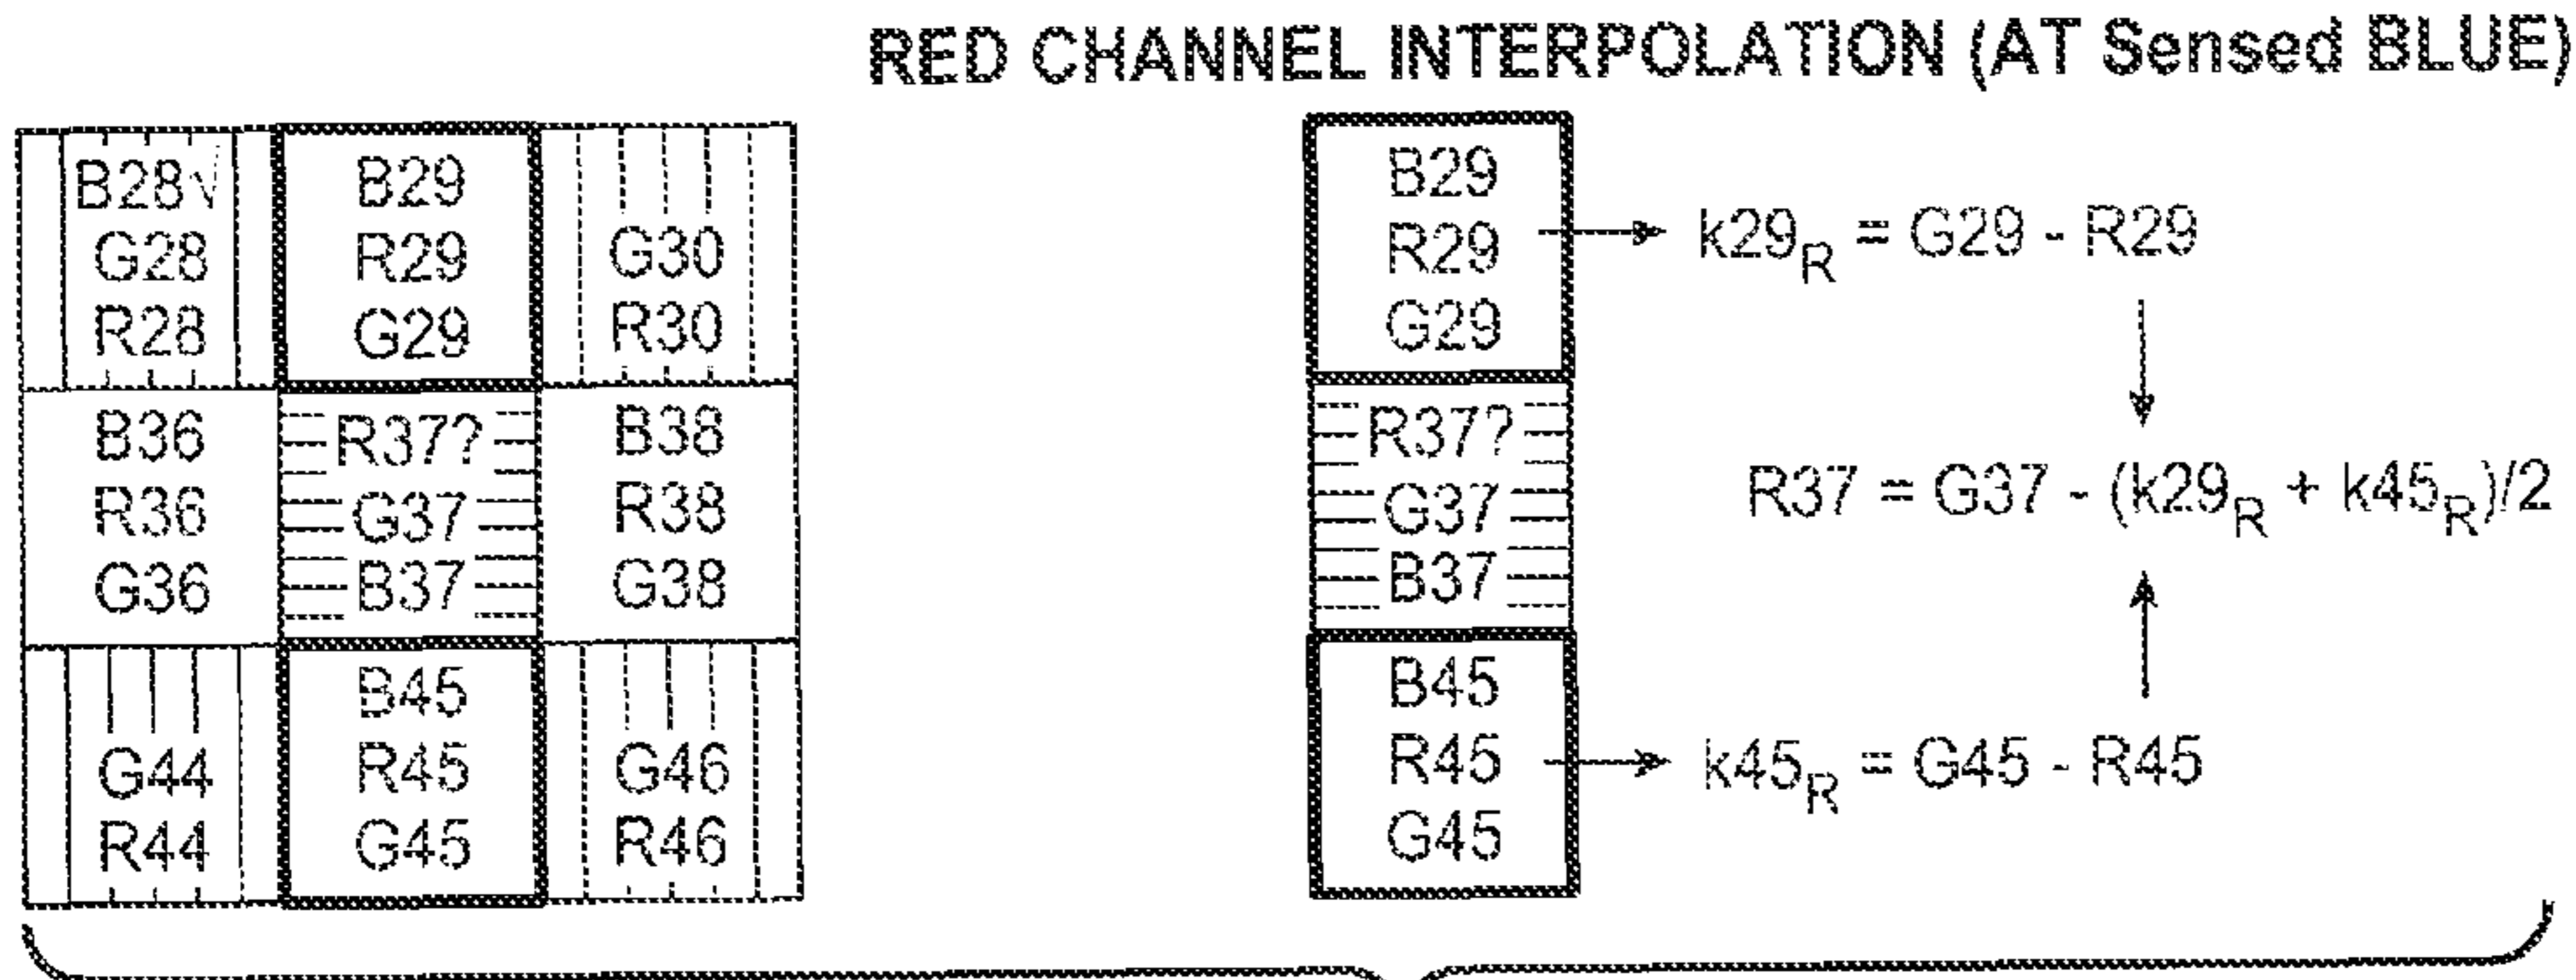 RED CHANNEL INTERPOLATION (AT Sensed BLUE)
B28√ B29
G28 R29 G30
R28 G29 R30
B36 R37? B38
R36 G37 R38
G36 B37 G38
B45
G44 R45 G46
R44 G45 R46
B29
R29
G29
R37?
G37
B37
B45
R45
G45
k29R = G29 - R29
R37 = G37 - (k29R + k45R)/2
k45R = G45 - R45